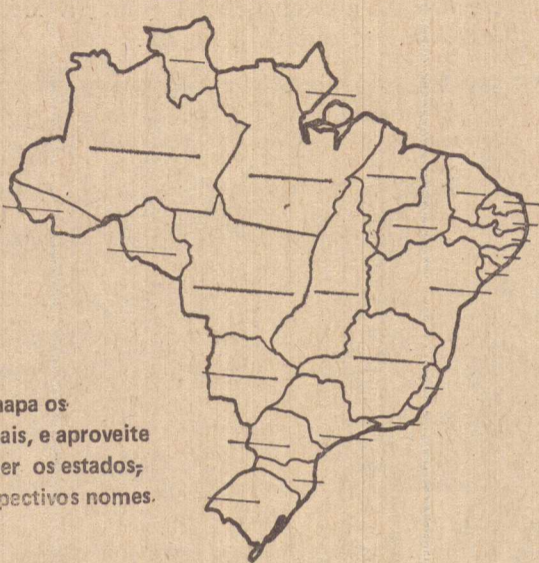 mapa os
ais, e aproveite
er os estados,
pectivos nomes.